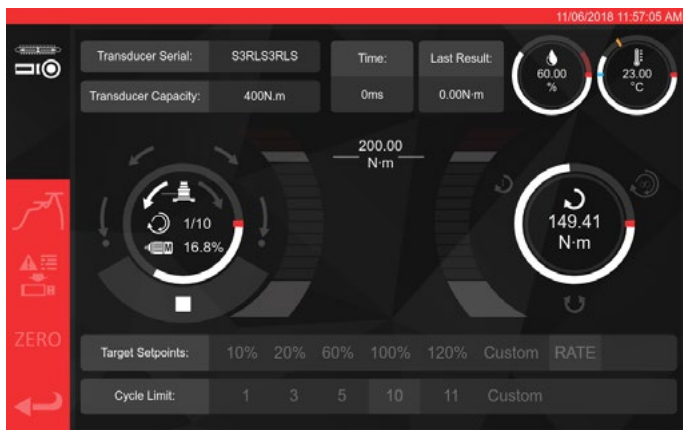 11/06/2018 11:57:05 AM
Transducer Serial: S3RLS3RLS
Time: Last Result:
60.00 %
23.00 °C
Transducer Capacity: 400N.m
0ms 0.00N·m
200.00
N·m
1/10
M 16.8%
149.41
N·m
90
ZERO
Target Setpoints: 10% 20% 60% 100% 120% Custom RATE
Cycle Limit: 1 3 5 10 11 Custom